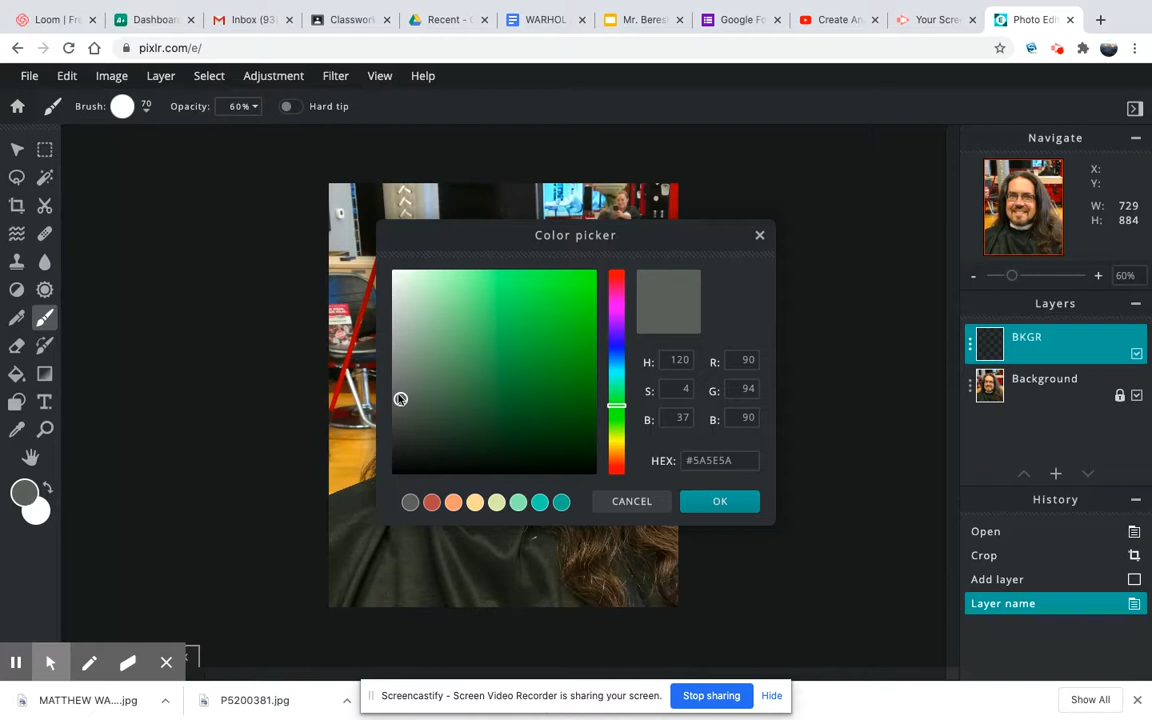 Loom | Fre
Dashboar
Inbox (93
Classwork
Recent - G
WARHOL
Mr. Beres
Google Fo
Create An
Your Scre
Photo Edi
pixlr.com/e/
File Edit Image Layer Select Adjustment Filter View Help
Brush: 70 Opacity: 60% Hard tip
Navigate
X:
Y:
W: 729
H: 884
60%
Color picker
H: 120 R: 90
S: 4 G: 94
B: 37 B: 90
HEX: #5A5E5A
CANCEL OK
Layers
BKGR
Background
History
Open
Crop
Add layer
Layer name
MATTHEW WA....jpg
P5200381.jpg
Screencastify - Screen Video Recorder is sharing your screen.
Stop sharing
Hide
Show All